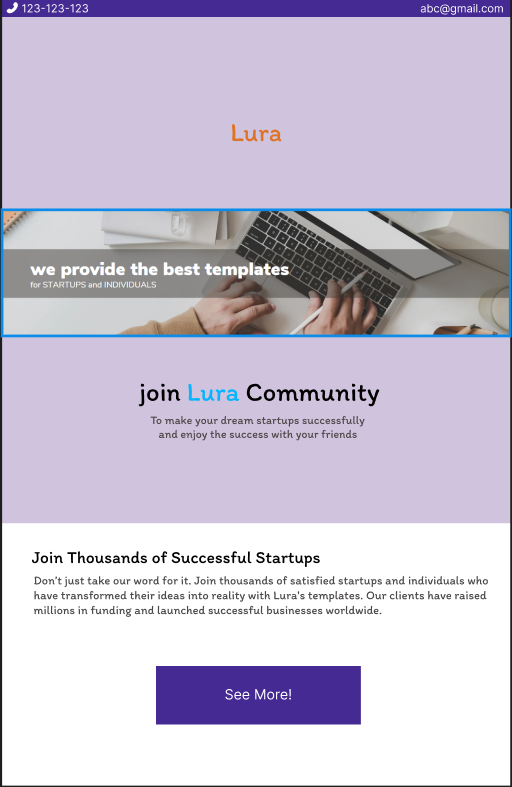 123-123-123
abc@gmail.com
Lura
we provide the best templates
for STARTUPS and INDIVIDUALS
join Lura Community
To make your dream startups successfully
and enjoy the success with your friends
Join Thousands of Successful Startups
Don't just take our word for it. Join thousands of satisfied startups and individuals who
have transformed their ideas into reality with Lura's templates. Our clients have raised
millions in funding and launched successful businesses worldwide.
See More!